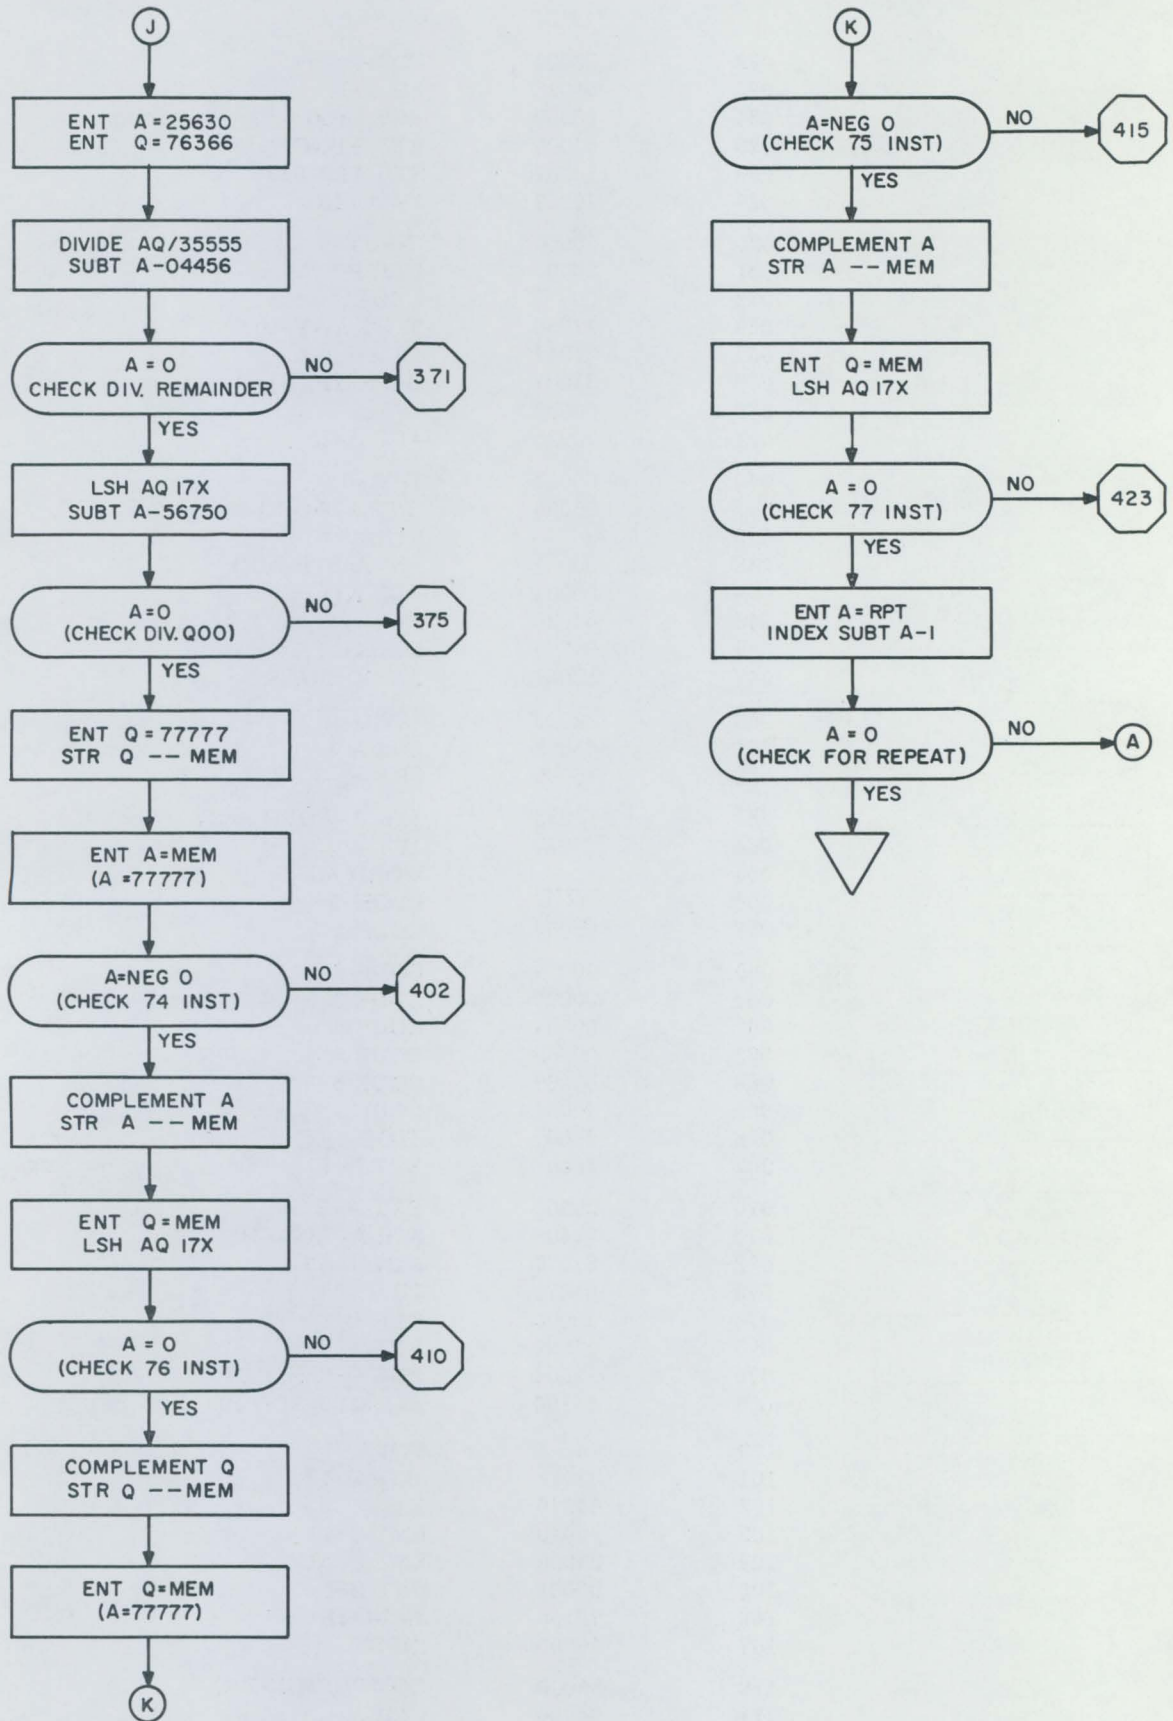 J
ENT A=25630
ENT Q=76366
DIVIDE AQ/35555
SUBT A-04456
A=0
CHECK DIV. REMAINDER
NO
371
YES
LSH AQ 17X
SUBT A-56750
A=0
(CHECK DIV. QOO)
NO
375
YES
ENT Q=77777
STR Q -- MEM
ENT A=MEM
(A=77777)
A=NEG 0
(CHECK 74 INST)
NO
402
YES
COMPLEMENT A
STR A -- MEM
ENT Q=MEM
LSH AQ 17X
A=0
(CHECK 76 INST)
NO
410
YES
COMPLEMENT Q
STR Q -- MEM
ENT Q=MEM
(A=77777)
K
K
A=NEG 0
(CHECK 75 INST)
NO
415
YES
COMPLEMENT A
STR A -- MEM
ENT Q=MEM
LSH AQ 17X
A=0
(CHECK 77 INST)
NO
423
YES
ENT A=RPT
INDEX SUBT A-1
A=0
(CHECK FOR REPEAT)
NO
A
YES